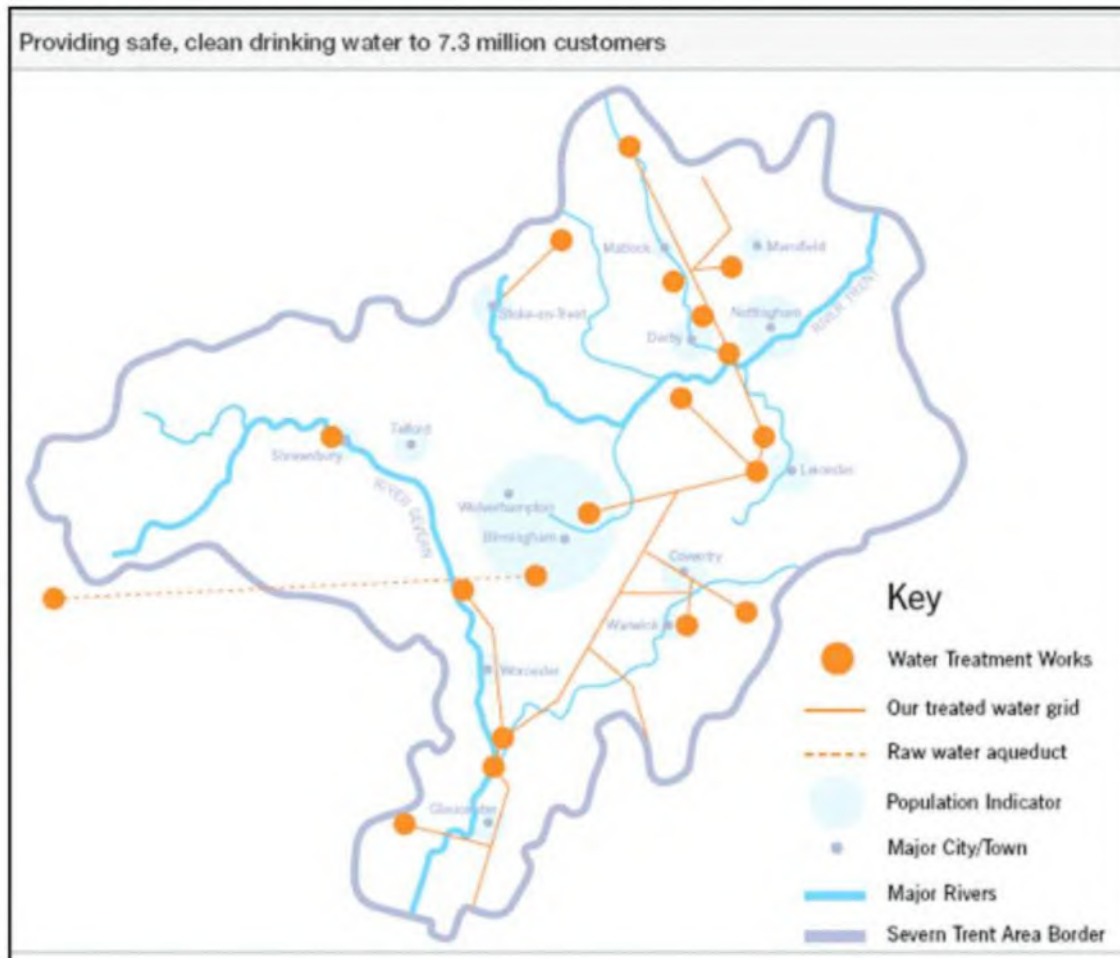 Providing safe, clean drinking water to 7.3 million customers
Matlock
Mansfield
Stoke-on-Trent
Nottingham
RIVER TRENT
Derby
Telford
Shrewsbury
Leicester
RIVER SEVERN
Wolverhampton
Birmingham
Coventry
Warwick
Worcester
Gloucester
Key
Water Treatment Works
Our treated water grid
Raw water aqueduct
Population Indicator
Major City/Town
Major Rivers
Severn Trent Area Border